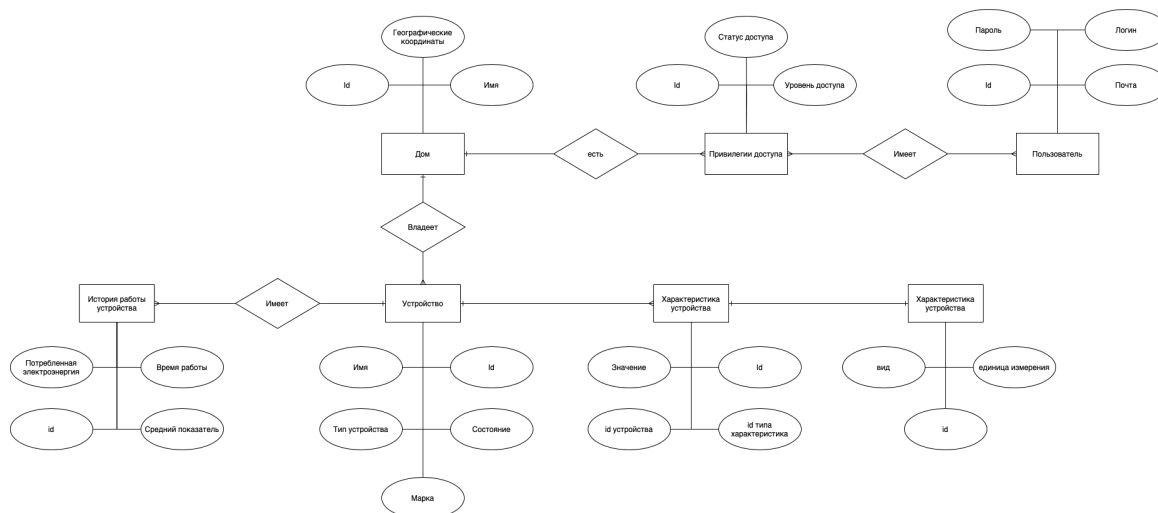 Географические
координаты
Id
Имя
Статус доступа
Id
Уровень доступа
Пароль
Логин
Id
Почта
Дом
есть
Привилегии доступа
Имеет
Пользователь
Владеет
История работы
устройства
Имеет
Устройство
Характеристика
устройства
Характеристика
устройства
Потребленная
электроэнергия
Время работы
Имя
Id
Значение
Id
вид
единица измерения
id
Средний показатель
Тип устройства
Состояние
id устройства
id типа
характеристика
id
Марка